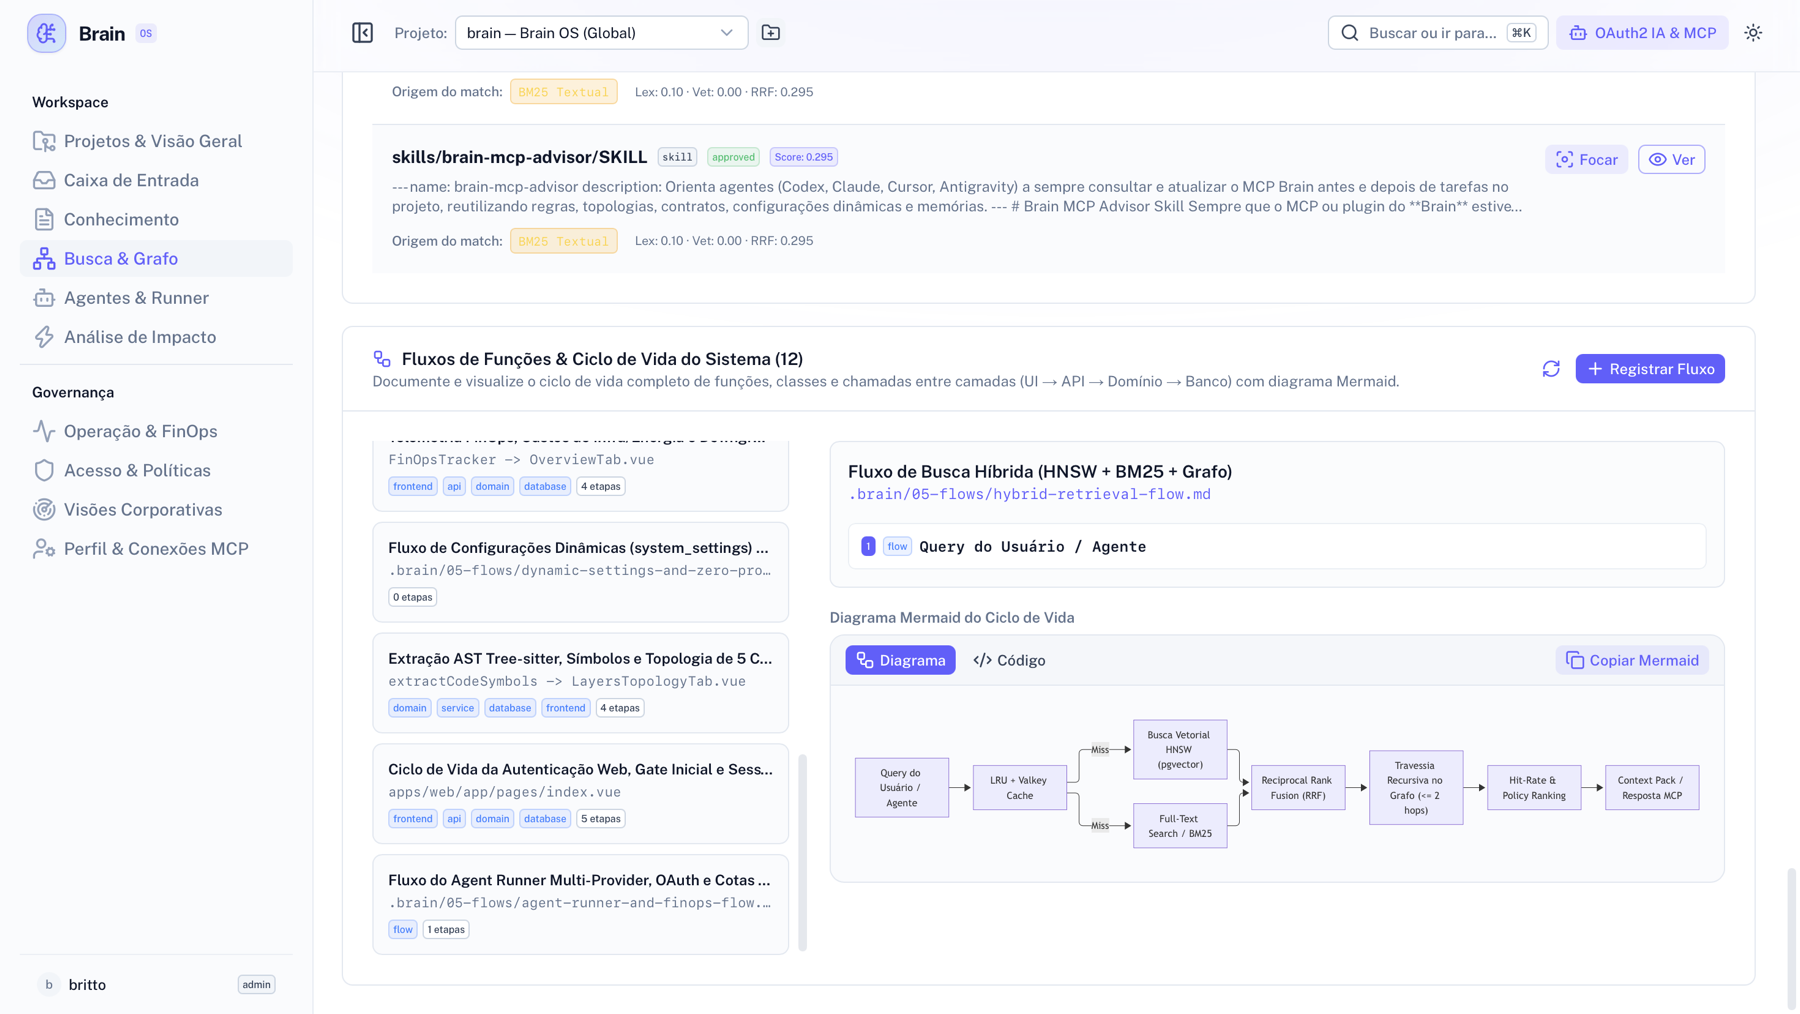 Brain OS
Workspace
Projetos & Visão Geral
Caixa de Entrada
Conhecimento
Busca & Grafo
Agentes & Runner
Análise de Impacto
Governança
Operação & FinOps
Acesso & Políticas
Visões Corporativas
Perfil & Conexões MCP
b britto admin
Projeto: brain — Brain OS (Global)
Buscar ou ir para... ⌘K
OAuth2 IA & MCP
Origem do match: BM25 Textual Lex: 0.10 · Vet: 0.00 · RRF: 0.295
skills/brain-mcp-advisor/SKILL skill approved Score: 0.295
Focar Ver
---name: brain-mcp-advisor description: Orienta agentes (Codex, Claude, Cursor, Antigravity) a sempre consultar e atualizar o MCP Brain antes e depois de tarefas no
projeto, reutilizando regras, topologias, contratos, configurações dinâmicas e memórias. --- # Brain MCP Advisor Skill Sempre que o MCP ou plugin do **Brain** estive...
Origem do match: BM25 Textual Lex: 0.10 · Vet: 0.00 · RRF: 0.295
Fluxos de Funções & Ciclo de Vida do Sistema (12)
Documente e visualize o ciclo de vida completo de funções, classes e chamadas entre camadas (UI → API → Domínio → Banco) com diagrama Mermaid.
Registrar Fluxo
FinOpsTracker -> OverviewTab.vue
frontend api domain database 4 etapas
Fluxo de Configurações Dinâmicas (system_settings) ...
.brain/05-flows/dynamic-settings-and-zero-pro…
0 etapas
Extração AST Tree-sitter, Símbolos e Topologia de 5 C...
extractCodeSymbols -> LayersTopologyTab.vue
domain service database frontend 4 etapas
Ciclo de Vida da Autenticação Web, Gate Inicial e Sess...
apps/web/app/pages/index.vue
frontend api domain database 5 etapas
Fluxo do Agent Runner Multi-Provider, OAuth e Cotas ...
.brain/05-flows/agent-runner-and-finops-flow.…
flow 1 etapas
Fluxo de Busca Híbrida (HNSW + BM25 + Grafo)
.brain/05-flows/hybrid-retrieval-flow.md
1 flow Query do Usuário / Agente
Diagrama Mermaid do Ciclo de Vida
Diagrama
</> Código
Copiar Mermaid
Query do
Usuário /
Agente
LRU + Valkey
Cache
Miss
Miss
Busca Vetorial
HNSW
(pgvector)
Full-Text
Search / BM25
Reciprocal Rank
Fusion (RRF)
Travessia
Recursiva no
Grafo (<= 2
hops)
Hit-Rate &
Policy Ranking
Context Pack /
Resposta MCP